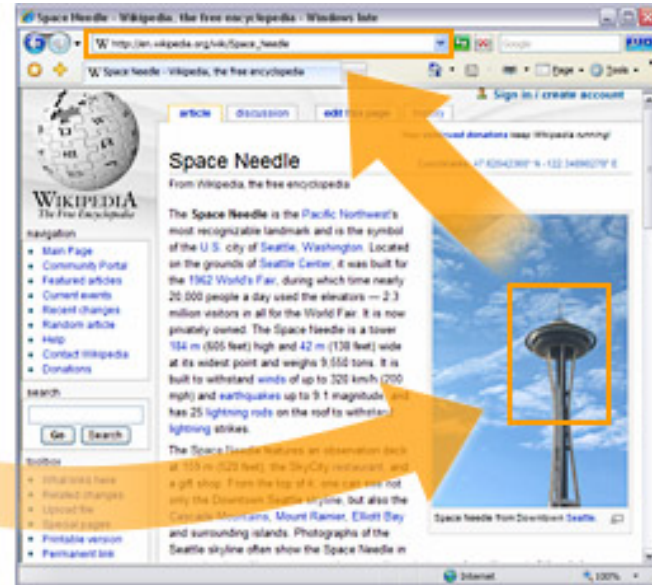 Space Needle - Wikipedia, the free encyclopedia - Windows Inte
W http://en.wikipedia.org/wiki/Space_Needle
Google
W Space Needle - Wikipedia, the free encyclopedia
Page Tools
Sign in / create account
article discussion edit this page
donations keep Wikipedia running!
Space Needle
From Wikipedia, the free encyclopedia
WIKIPEDIA
The Free Encyclopedia
navigation
Main Page
Community Portal
Featured articles
Current events
Recent changes
Random article
Help
Contact Wikipedia
Donations
search
Go Search
toolbox
What links here
Related changes
Upload file
Special pages
Printable version
Permanent link
The Space Needle is the Pacific Northwest's
most recognizable landmark and is the symbol
of the U.S. city of Seattle, Washington. Located
on the grounds of Seattle Center, it was built for
the 1962 World's Fair, during which time nearly
20,000 people a day used the elevators — 2.3
million visitors in all for the World Fair. It is now
privately owned. The Space Needle is a tower
184 m (605 feet) high and 42 m (138 feet) wide
at its widest point and weighs 9,550 tons. It is
built to withstand winds of up to 320 km/h (200
mph) and earthquakes up to 9.1 magnitude, and
has 25 lightning rods on the roof to withstand
lightning strikes.
The Space Needle features an observation deck
at 159 m (520 feet), the SkyCity restaurant, and
a gift shop. From the top of it, one can see not
only the Downtown Seattle skyline, but also the
Cascade Mountains, Mount Rainier, Elliott Bay
and surrounding islands. Photographs of the
Seattle skyline often show the Space Needle in
Space Needle from Downtown Seattle.
Internet 100%